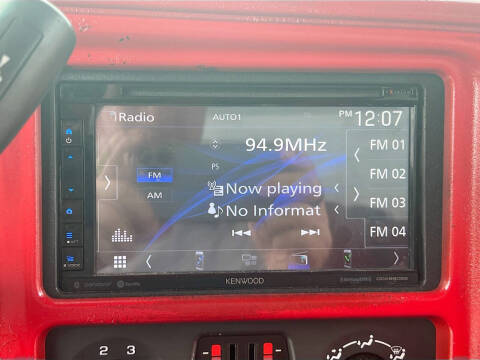 Radio
AUTO1
PM 12:07
94.9MHz
FM 01
PS
FM
FM 02
AM
Now playing
FM 03
No Informat
FM 04
KENWOOD
2 3